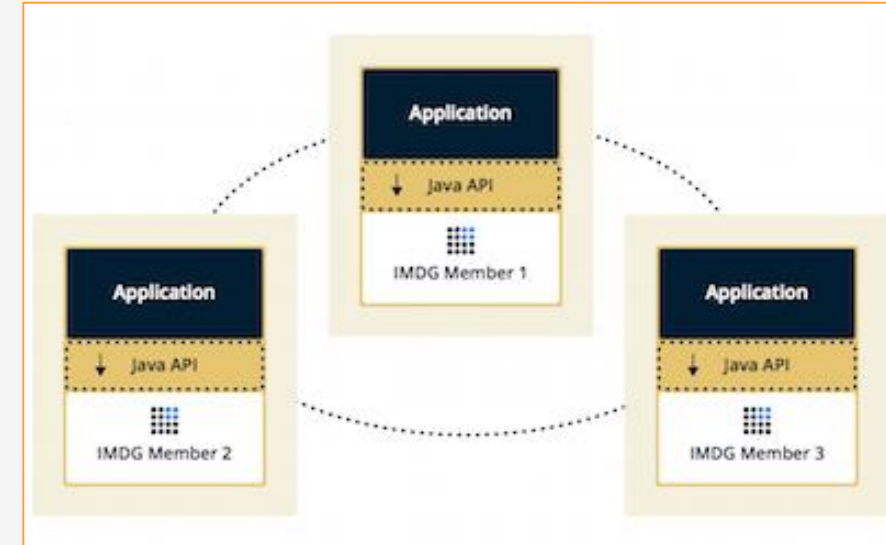 Application
Java API
IMDG Member 1
Application
Java API
IMDG Member 2
Application
Java API
IMDG Member 3